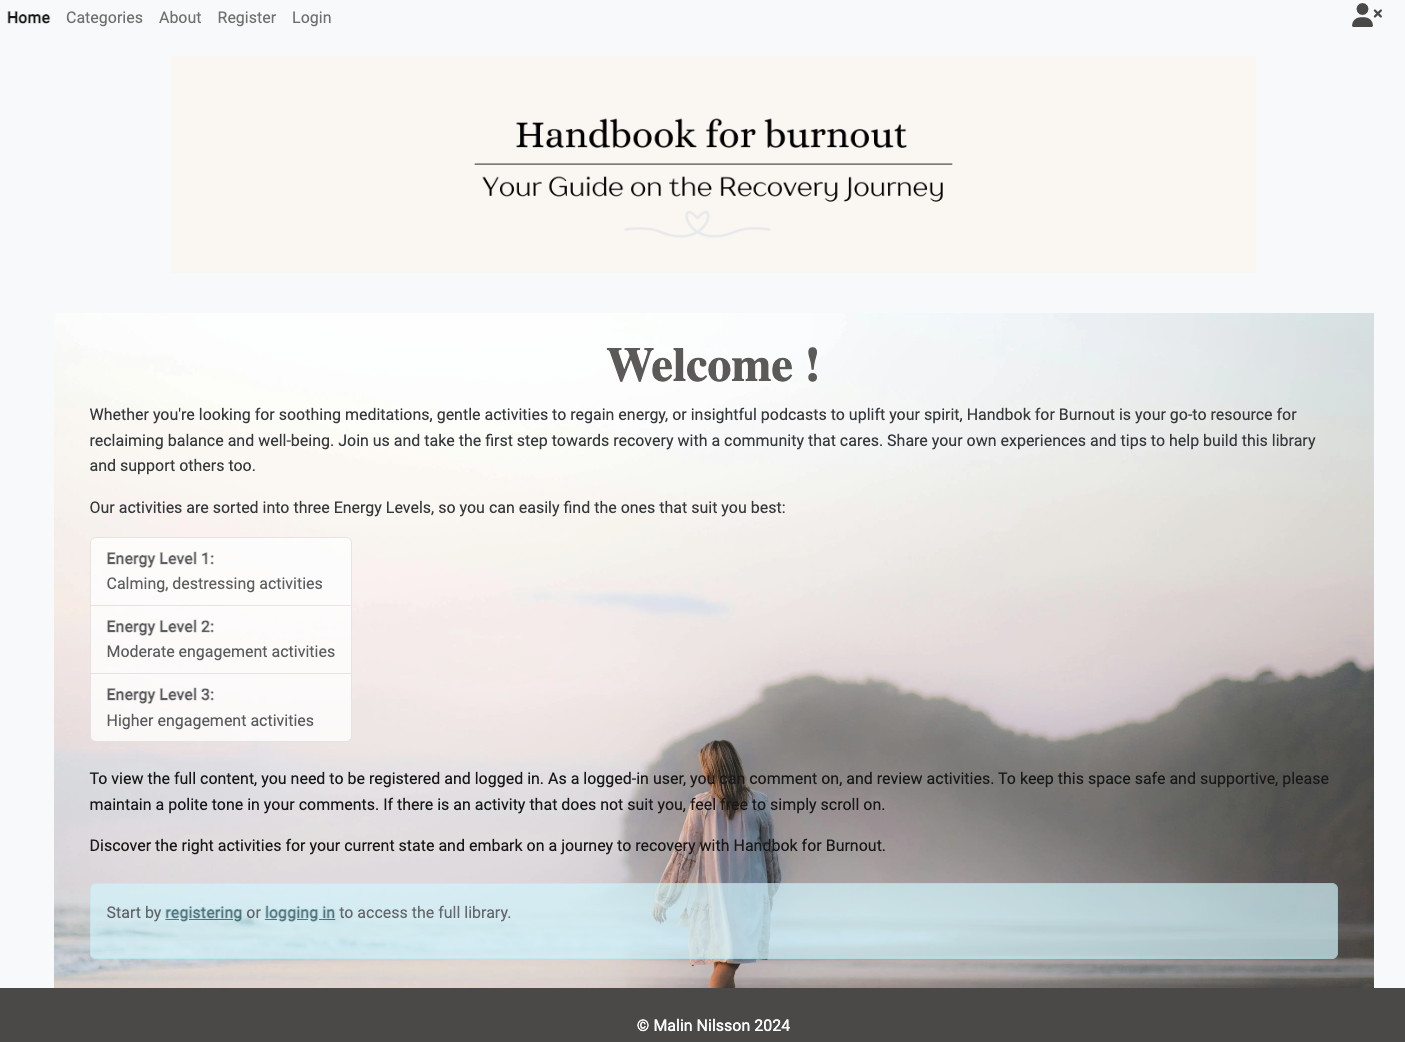 Home Categories About Register Login
Handbook for burnout
Your Guide on the Recovery Journey
Welcome !
Whether you're looking for soothing meditations, gentle activities to regain energy, or insightful podcasts to uplift your spirit, Handbok for Burnout is your go-to resource for
reclaiming balance and well-being. Join us and take the first step towards recovery with a community that cares. Share your own experiences and tips to help build this library
and support others too.
Our activities are sorted into three Energy Levels, so you can easily find the ones that suit you best:
Energy Level 1:
Calming, destressing activities
Energy Level 2:
Moderate engagement activities
Energy Level 3:
Higher engagement activities
To view the full content, you need to be registered and logged in. As a logged-in user, you can comment on, and review activities. To keep this space safe and supportive, please
maintain a polite tone in your comments. If there is an activity that does not suit you, feel free to simply scroll on.
Discover the right activities for your current state and embark on a journey to recovery with Handbok for Burnout.
Start by registering or logging in to access the full library.
© Malin Nilsson 2024